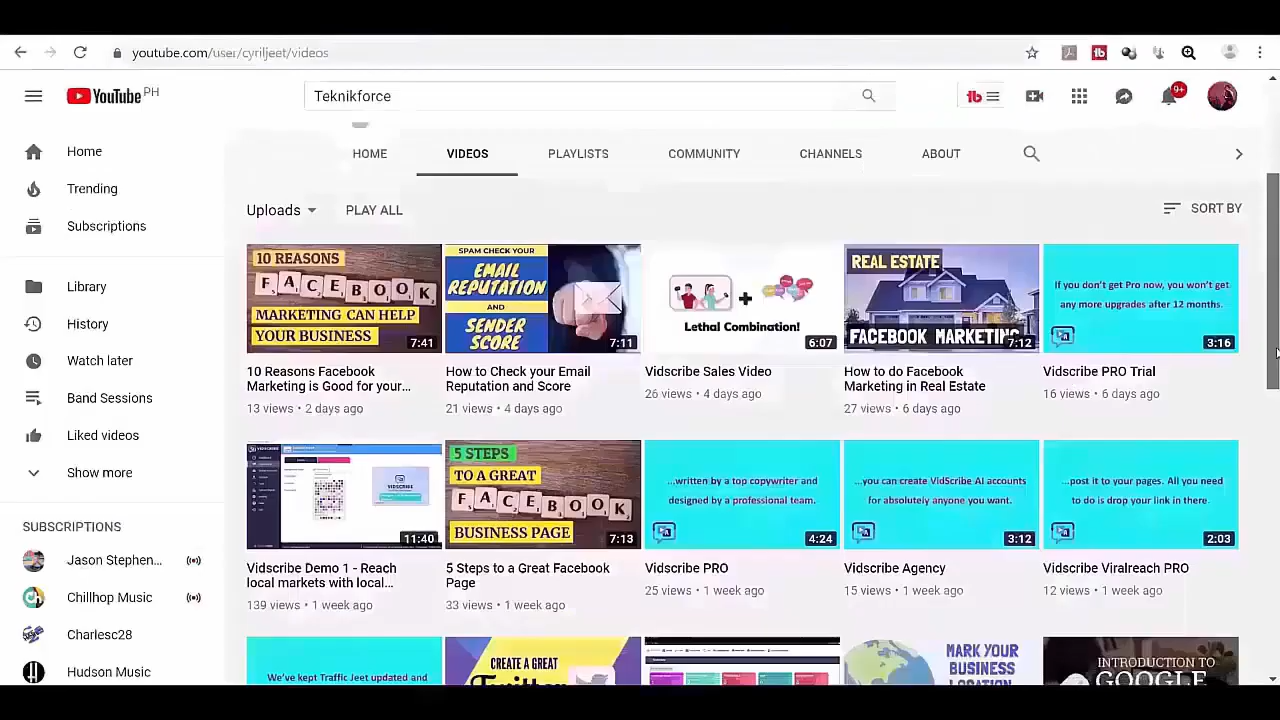 youtube.com/user/cyriljeet/videos
YouTube PH
Teknikforce
tb
9+
HOME
VIDEOS
PLAYLISTS
COMMUNITY
CHANNELS
ABOUT
Uploads
PLAY ALL
SORT BY
Home
Trending
Subscriptions
Library
History
Watch later
Band Sessions
Liked videos
Show more
SUBSCRIPTIONS
Jason Stephen...
Chillhop Music
Charlesc28
Hudson Music
10 REASONS
FACEBOOK
MARKETING CAN HELP
YOUR BUSINESS
7:41
10 Reasons Facebook
Marketing is Good for your...
13 views • 2 days ago
SPAM CHECK YOUR
EMAIL
REPUTATION
AND
SENDER
SCORE
7:11
How to Check your Email
Reputation and Score
21 views • 4 days ago
Lethal Combination!
6:07
Vidscribe Sales Video
26 views • 4 days ago
REAL ESTATE
FACEBOOK MARKETING
7:12
How to do Facebook
Marketing in Real Estate
27 views • 6 days ago
If you don't get Pro now, you won't get
any more upgrades after 12 months.
3:16
Vidscribe PRO Trial
16 views • 6 days ago
VIDSCRIBE
11:40
Vidscribe Demo 1 - Reach
local markets with local...
139 views • 1 week ago
5 STEPS
TO A GREAT
FACEBOOK
BUSINESS PAGE
7:13
5 Steps to a Great Facebook
Page
33 views • 1 week ago
...written by a top copywriter and
designed by a professional team.
4:24
Vidscribe PRO
25 views • 1 week ago
...you can create VidScribe AI accounts
for absolutely anyone you want.
3:12
Vidscribe Agency
15 views • 1 week ago
...post it to your pages. All you need
to do is drop your link in there.
2:03
Vidscribe Viralreach PRO
12 views • 1 week ago
We've kept Traffic Jeet updated and
CREATE A GREAT
Twitter
MARK YOUR
BUSINESS
LOCATION
INTRODUCTION TO
GOOGLE